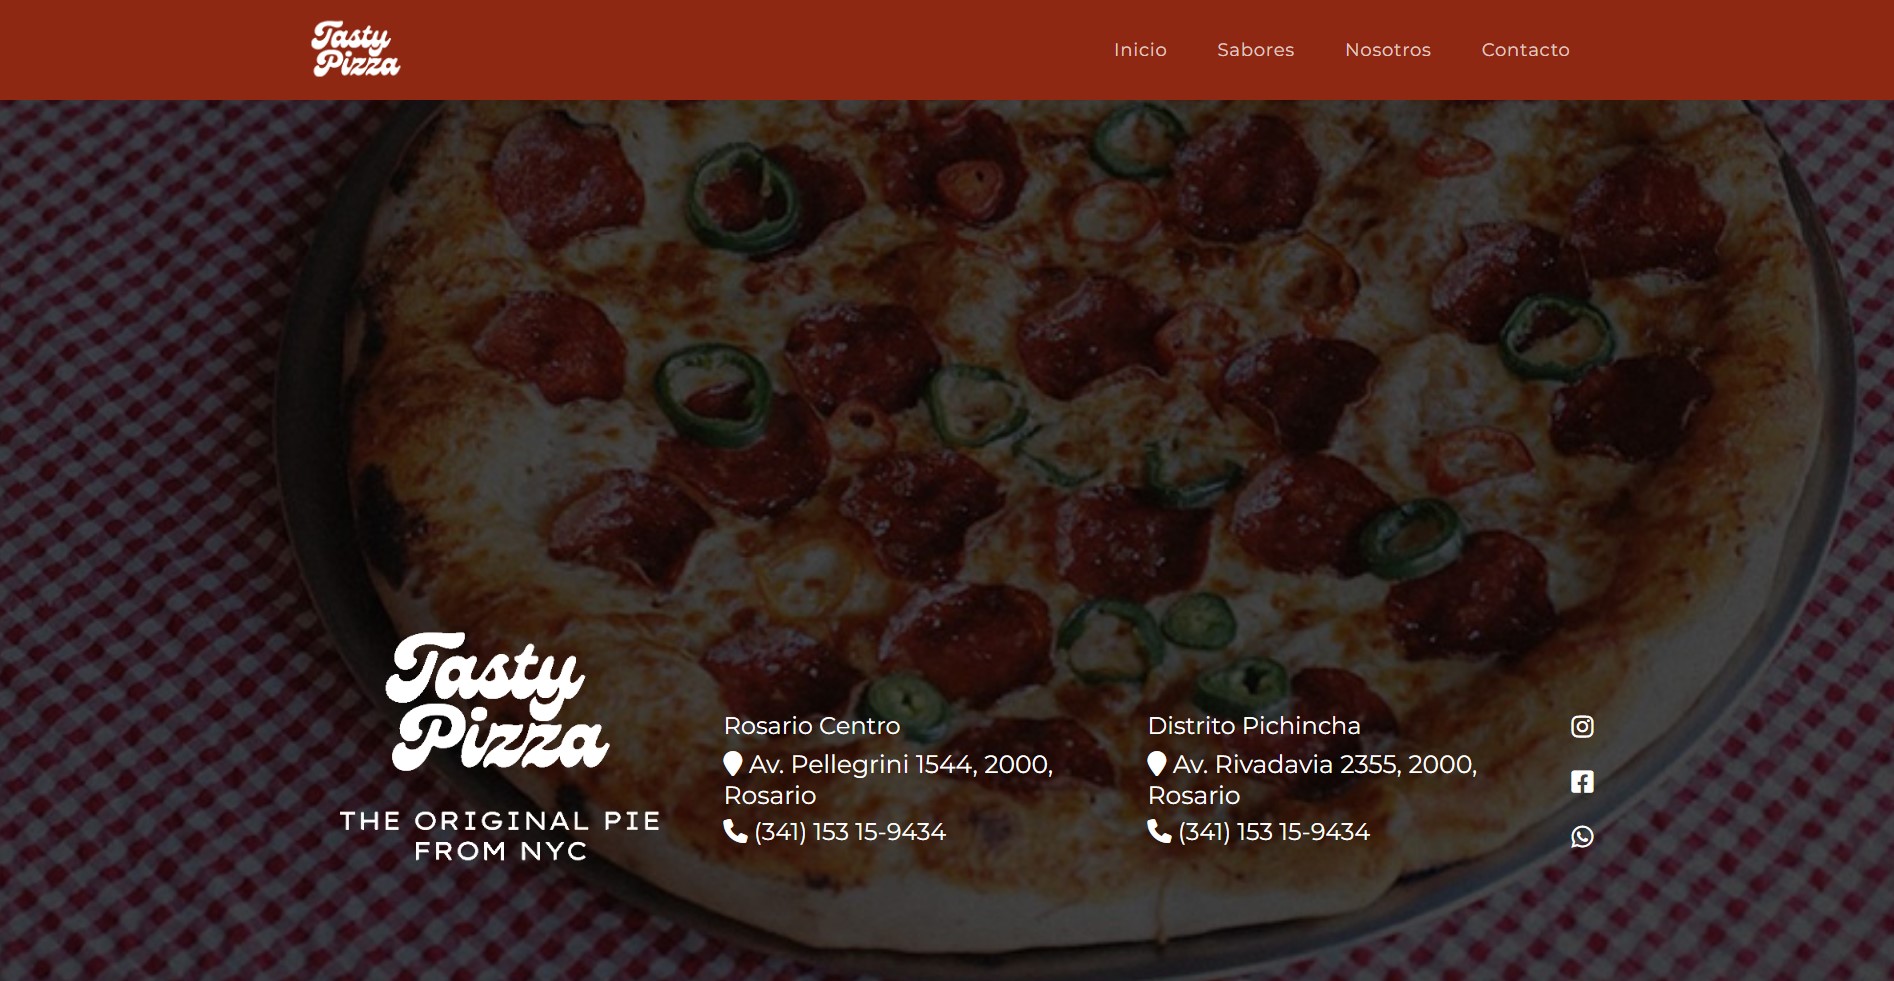 Tasty
Pizza
Inicio Sabores Nosotros Contacto
Tasty
Pizza
THE ORIGINAL PIE
FROM NYC
Rosario Centro
Av. Pellegrini 1544, 2000,
Rosario
(341) 153 15-9434
Distrito Pichincha
Av. Rivadavia 2355, 2000,
Rosario
(341) 153 15-9434